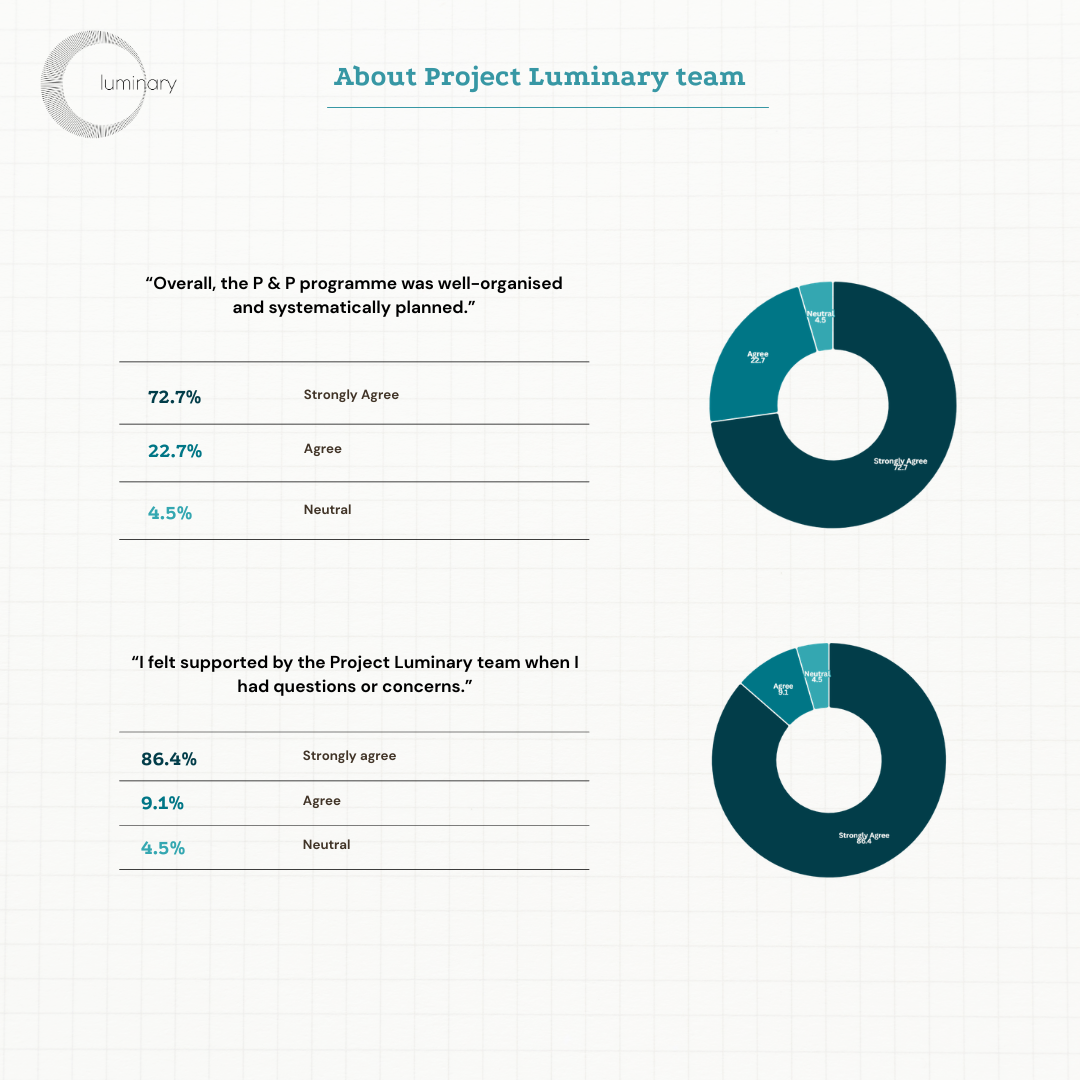 luminary
About Project Luminary team
“Overall, the P & P programme was well-organised
and systematically planned.”
72.7%
Strongly Agree
22.7%
Agree
4.5%
Neutral
Neutral
4.5
Agree
22.7
Strongly Agree
72.7
“I felt supported by the Project Luminary team when I
had questions or concerns.”
86.4%
Strongly agree
9.1%
Agree
4.5%
Neutral
Neutral
4.5
Agree
9.1
Strongly Agree
86.4